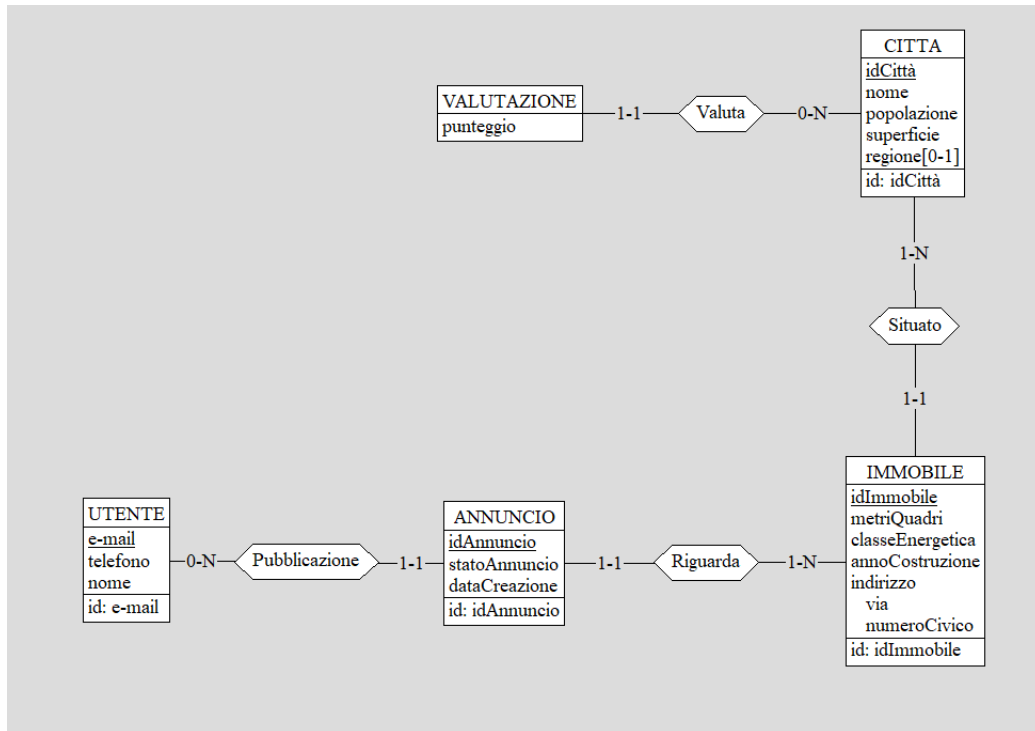 CITTA
idCittà
nome
popolazione
superficie
regione[0-1]
id: idCittà
VALUTAZIONE
punteggio
1-1
Valuta
0-N
1-N
Situato
1-1
IMMOBILE
idImmobile
metriQuadri
classeEnergetica
annoCostruzione
indirizzo
via
numeroCivico
id: idImmobile
UTENTE
e-mail
telefono
nome
id: e-mail
0-N
Pubblicazione
1-1
ANNUNCIO
idAnnuncio
statoAnnuncio
dataCreazione
id: idAnnuncio
1-1
Riguarda
1-N